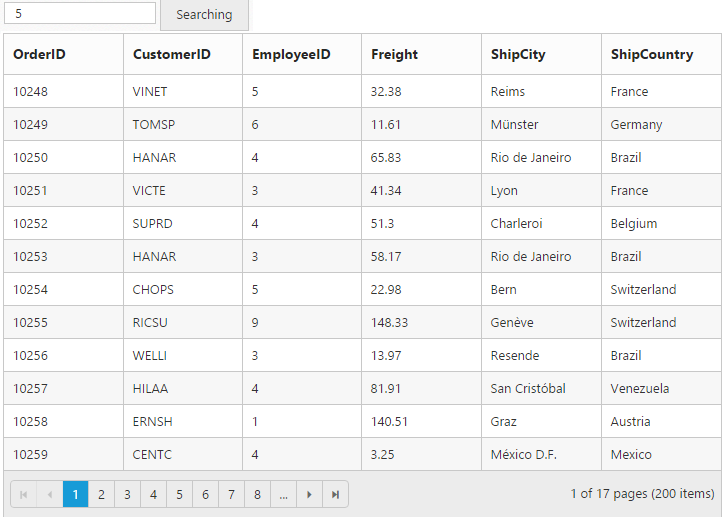 5 Searching
OrderID CustomerID EmployeeID Freight ShipCity ShipCountry
10248 VINET 5 32.38 Reims France
10249 TOMSP 6 11.61 Münster Germany
10250 HANAR 4 65.83 Rio de Janeiro Brazil
10251 VICTE 3 41.34 Lyon France
10252 SUPRD 4 51.3 Charleroi Belgium
10253 HANAR 3 58.17 Rio de Janeiro Brazil
10254 CHOPS 5 22.98 Bern Switzerland
10255 RICSU 9 148.33 Genève Switzerland
10256 WELLI 3 13.97 Resende Brazil
10257 HILAA 4 81.91 San Cristóbal Venezuela
10258 ERNSH 1 140.51 Graz Austria
10259 CENTC 4 3.25 México D.F. Mexico
1 2 3 4 5 6 7 8 ... 1 of 17 pages (200 items)